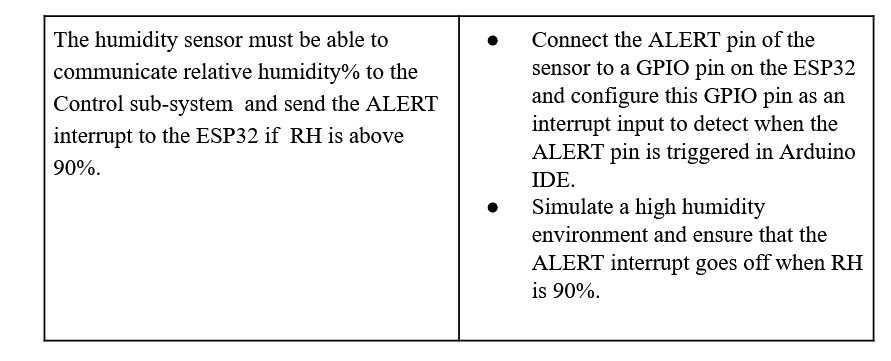 The humidity sensor must be able to
communicate relative humidity% to the
Control sub-system and send the ALERT
interrupt to the ESP32 if RH is above
90%.
● Connect the ALERT pin of the
sensor to a GPIO pin on the ESP32
and configure this GPIO pin as an
interrupt input to detect when the
ALERT pin is triggered in Arduino
IDE.
● Simulate a high humidity
environment and ensure that the
ALERT interrupt goes off when RH
is 90%.